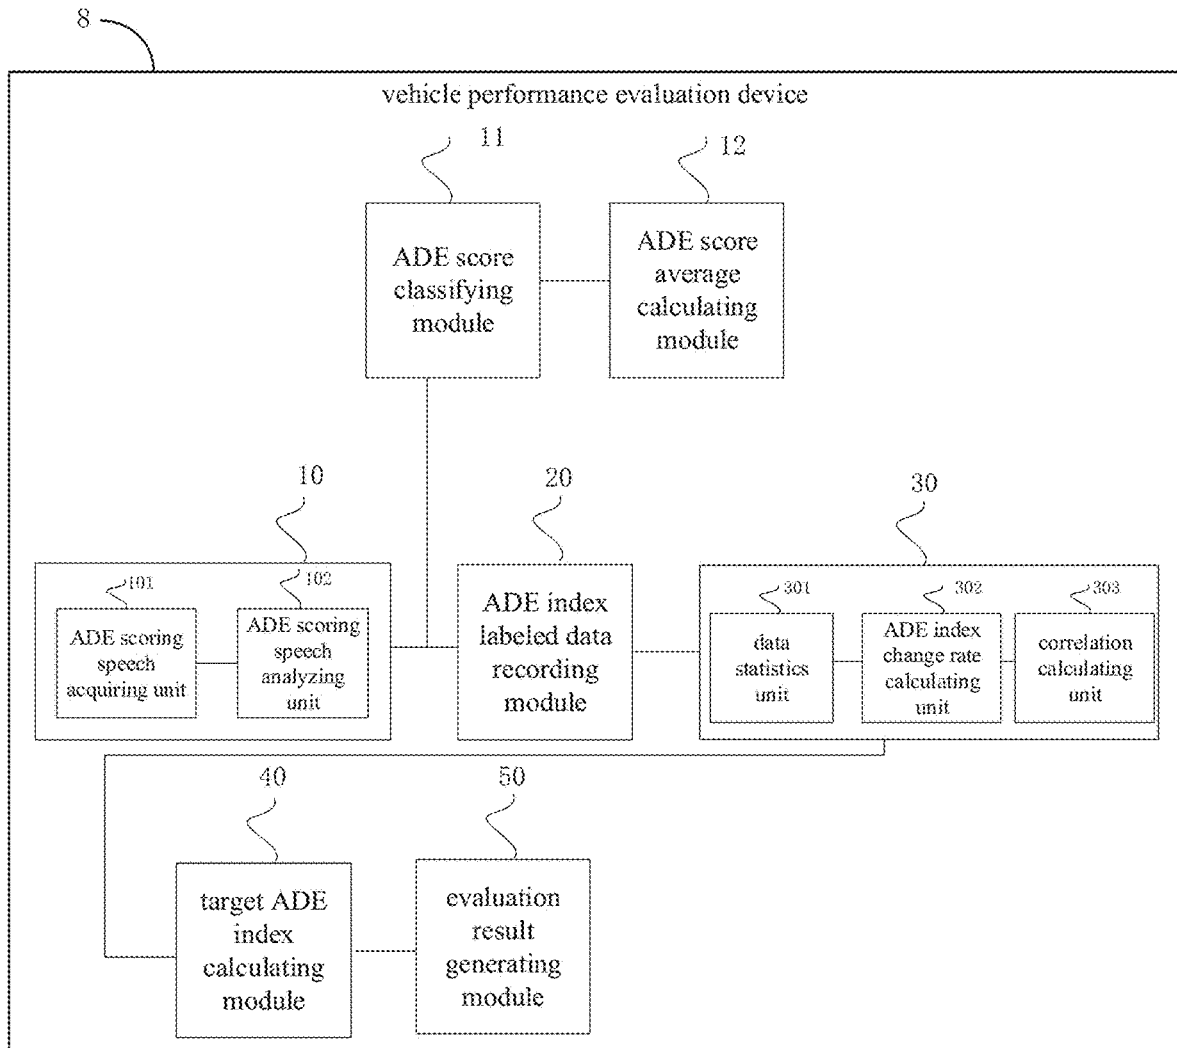 8
vehicle performance evaluation device
11
12
ADE score
classifying
module
ADE score
average
calculating
module
10
20
30
101
102
ADE scoring
speech
acquiring unit
ADE scoring
speech
analyzing
unit
ADE index
labeled data
recording
module
301
302
303
data
statistics
unit
ADE index
change rate
calculating
unit
correlation
calculating
unit
40
50
target ADE
index
calculating
module
evaluation
result
generating
module